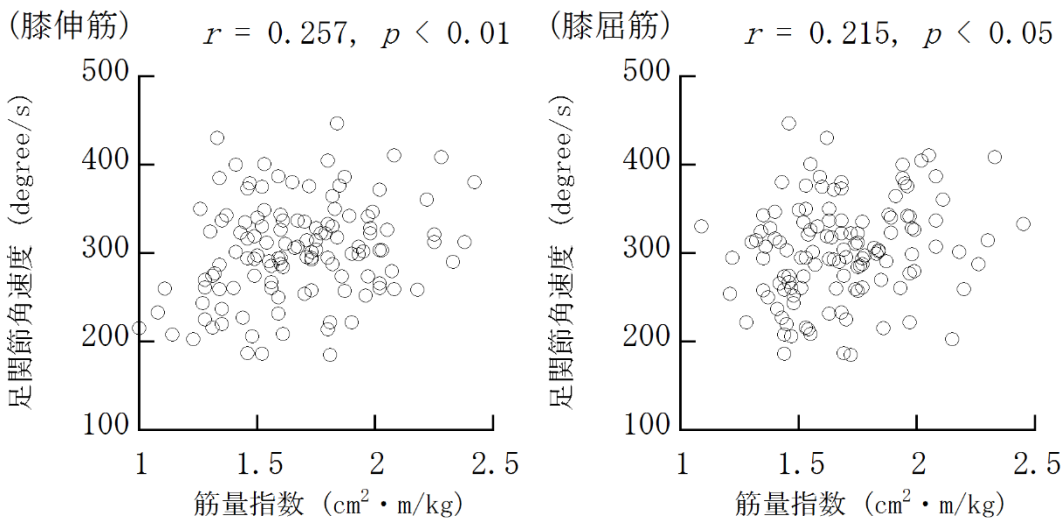 (膝伸筋)
r = 0.257, p < 0.01
500
400
300
200
100
足関節角速度 (degree/s)
1
1.5
2
2.5
筋量指数 (cm²・m/kg)
(膝屈筋)
r = 0.215, p < 0.05
500
400
300
200
100
足関節角速度 (degree/s)
1
1.5
2
2.5
筋量指数 (cm²・m/kg)